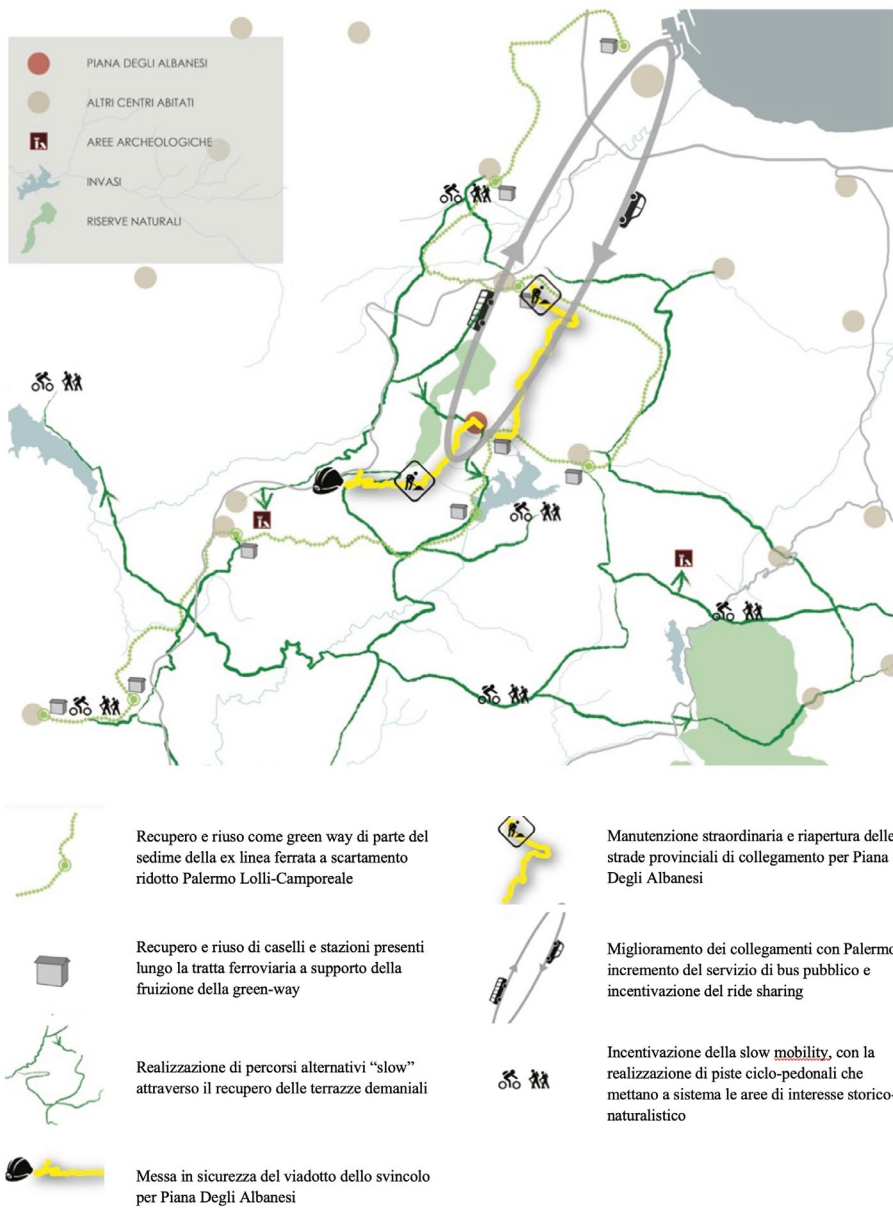 PIANA DEGLI ALBANESI
ALTRI CENTRI ABITATI
AREE ARCHEOLOGICHE
INVASI
RISERVE NATURALI
Recupero e riuso come green way di parte del
sedime della ex linea ferrata a scartamento
ridotto Palermo Lolli-Camporeale
Recupero e riuso di caselli e stazioni presenti
lungo la tratta ferroviaria a supporto della
fruizione della green-way
Realizzazione di percorsi alternativi “slow”
attraverso il recupero delle terrazze demaniali
Messa in sicurezza del viadotto dello svincolo
per Piana Degli Albanesi
Manutenzione straordinaria e riapertura delle
strade provinciali di collegamento per Piana
Degli Albanesi
Miglioramento dei collegamenti con Palermo
incremento del servizio di bus pubblico e
incentivazione del ride sharing
Incentivazione della slow mobility, con la
realizzazione di piste ciclo-pedonali che
mettano a sistema le aree di interesse storico-
naturalistico